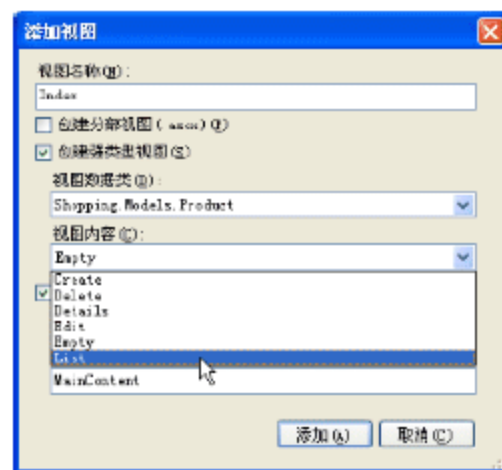 添加视图
视图名称(N):
Index
创建分部视图(.ascx)(P)
创建强类型视图(S)
视图数据类(D):
Shopping.Models.Product
视图内容(C):
Empty
Create
Delete
Details
Edit
Empty
List
MainContent
添加(A) 取消(C)